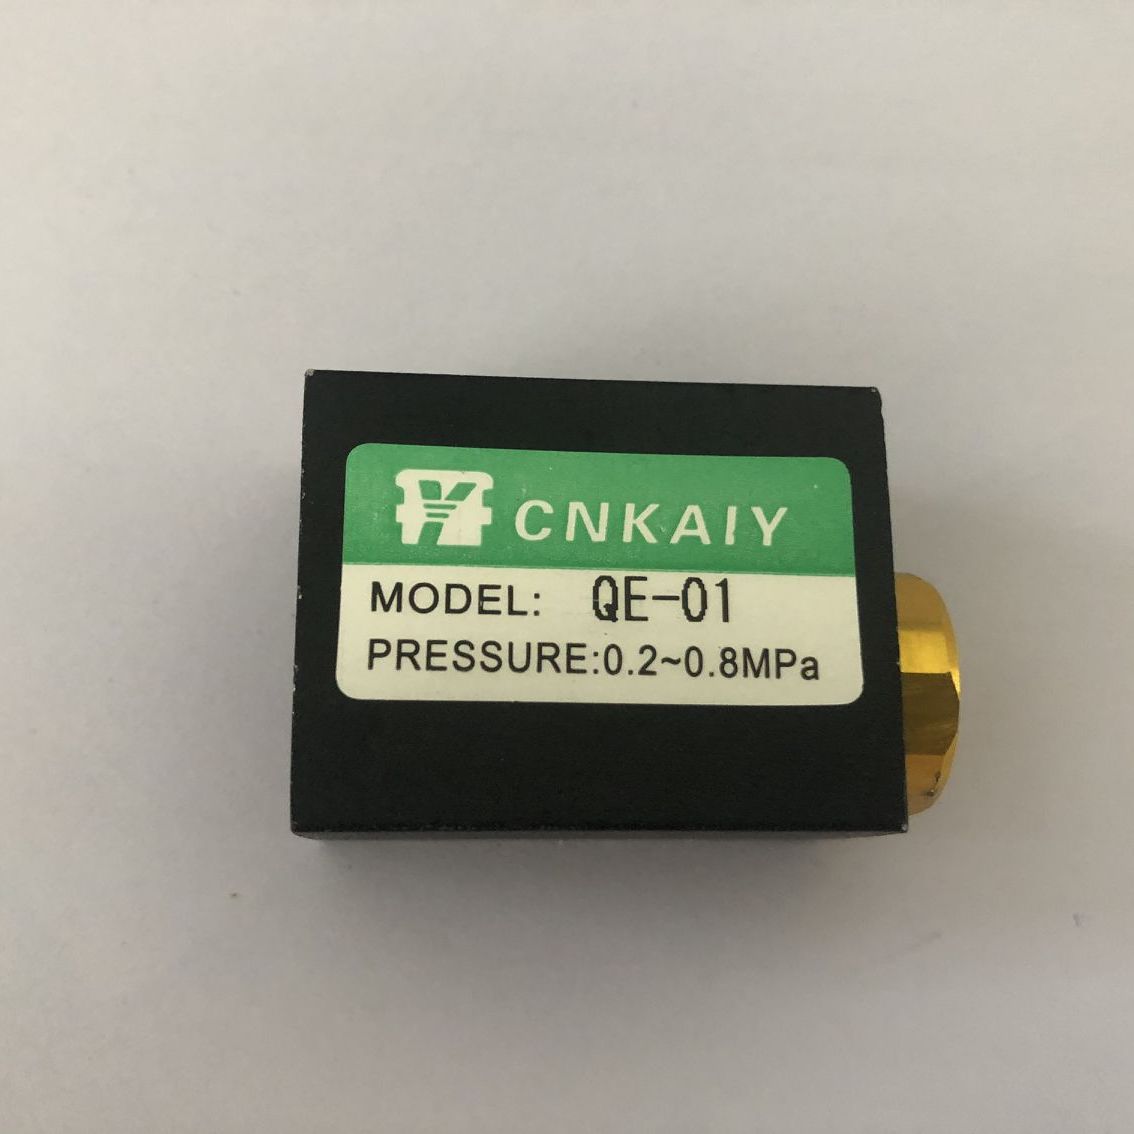 CNKAIY
MODEL: QE-01
PRESSURE:0.2~0.8MPa